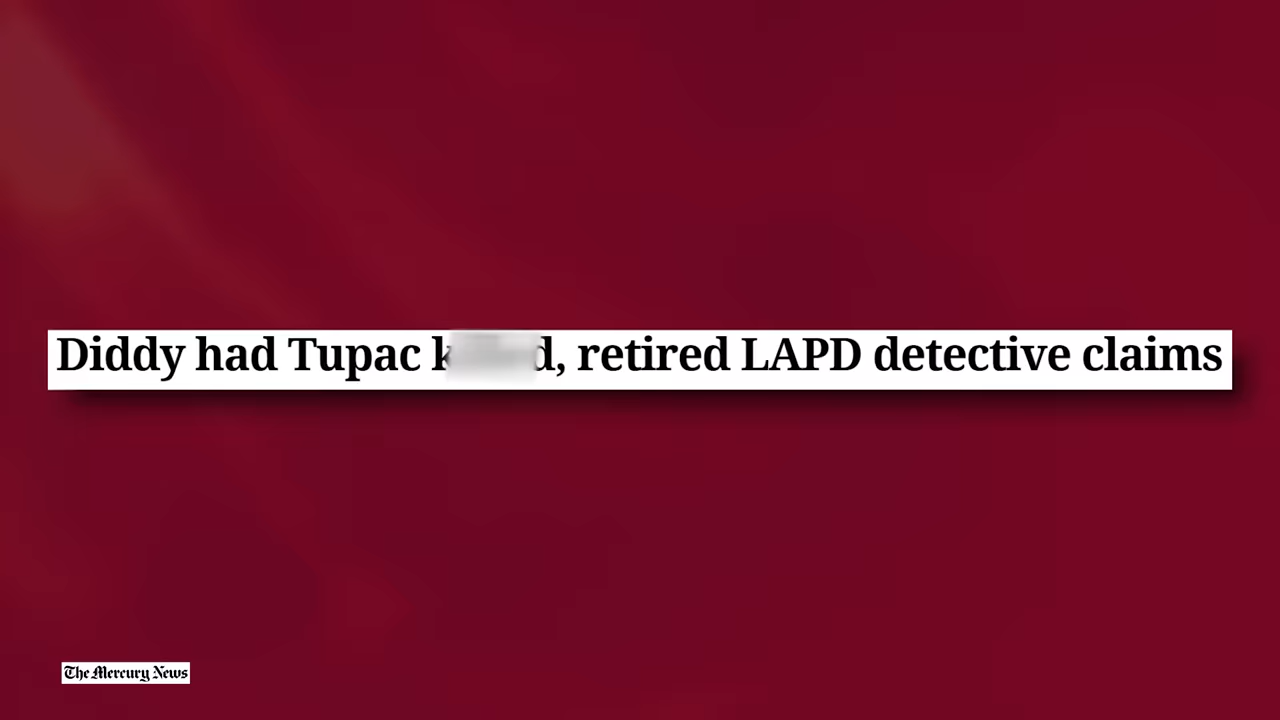 Diddy had Tupac k d, retired LAPD detective claims
The Mercury News